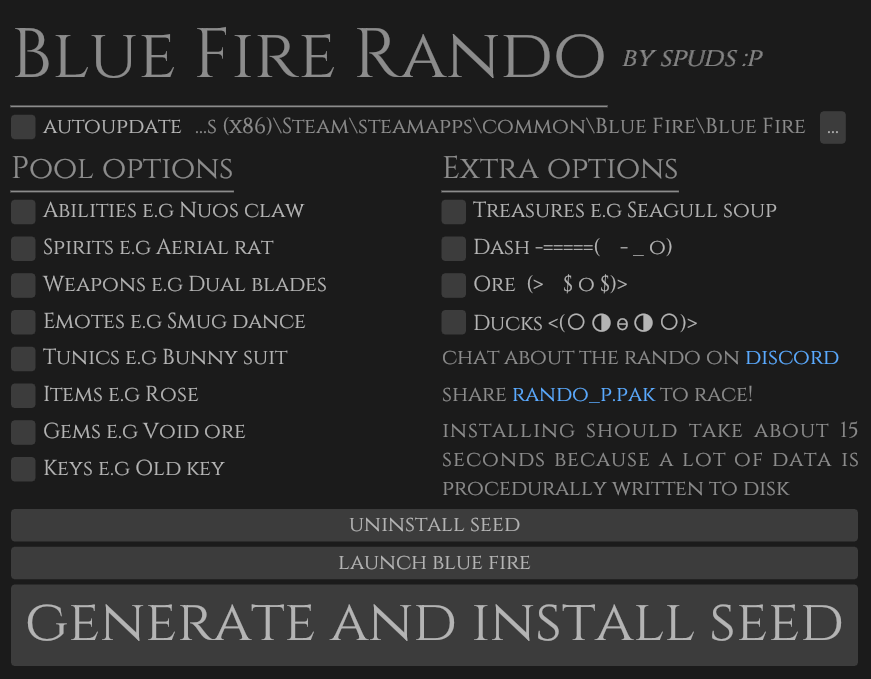 Blue Fire Rando by spuds :p
autoupdate ...s (x86)\Steam\steamapps\common\Blue Fire\Blue Fire ...
Pool options
Abilities e.g Nuos claw
Spirits e.g Aerial rat
Weapons e.g Dual blades
Emotes e.g Smug dance
Tunics e.g Bunny suit
Items e.g Rose
Gems e.g Void ore
Keys e.g Old key
Extra options
Treasures e.g Seagull soup
Dash -=====(    - _ o)
Ore  (>    $ o $)>
Ducks <(○ ◑ ө ◑ ○)>
chat about the rando on discord
share rando_p.pak to race!
installing should take about 15
seconds because a lot of data is
procedurally written to disk
uninstall seed
launch blue fire
generate and install seed